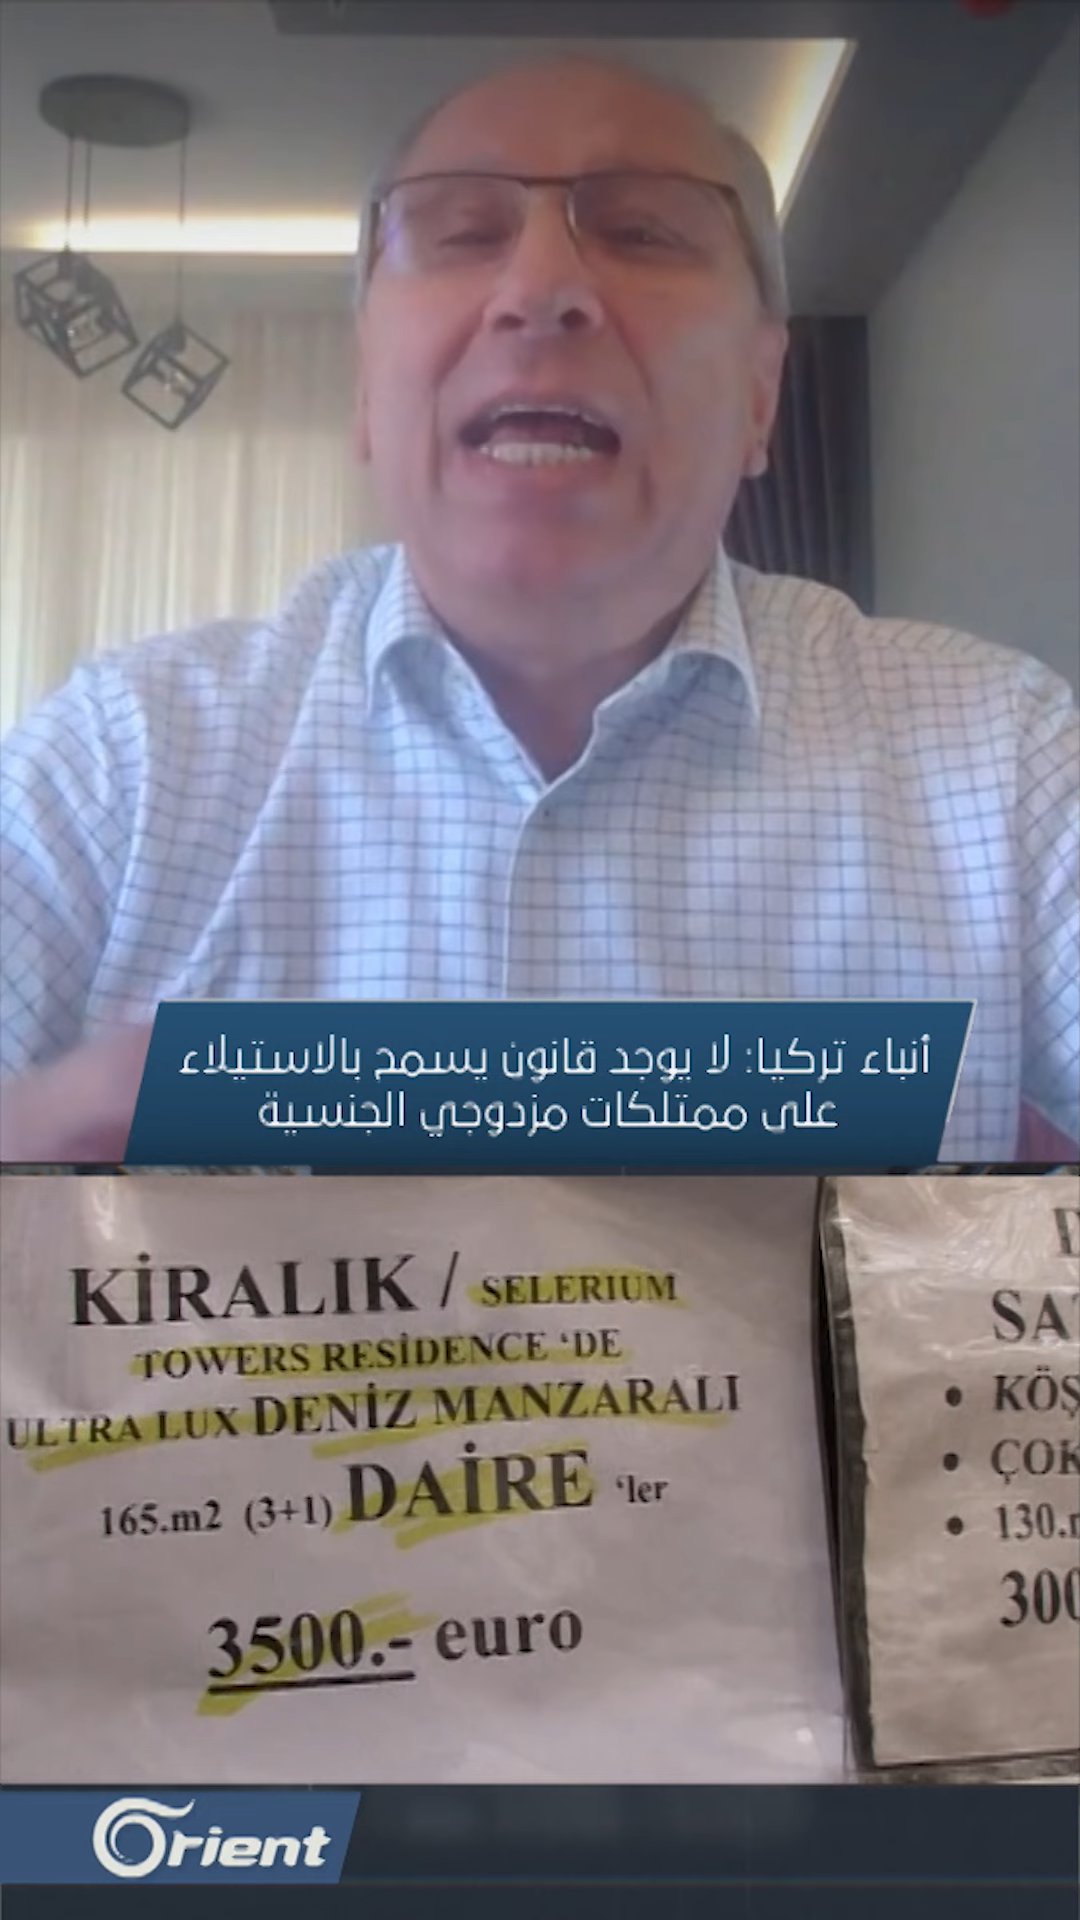 أنباء تركيا: لا يوجد قانون يسمح بالاستيلاء
على ممتلكات مزدوجي الجنسية
KİRALIK / SELERIUM
TOWERS RESİDENCE ‘DE
ULTRA LUX DENİZ MANZARALI
165.m2 (3+1) DAİRE ‘ler
3500.- euro
SA
• KÖŞ
• ÇOK
• 130.
300
Orient